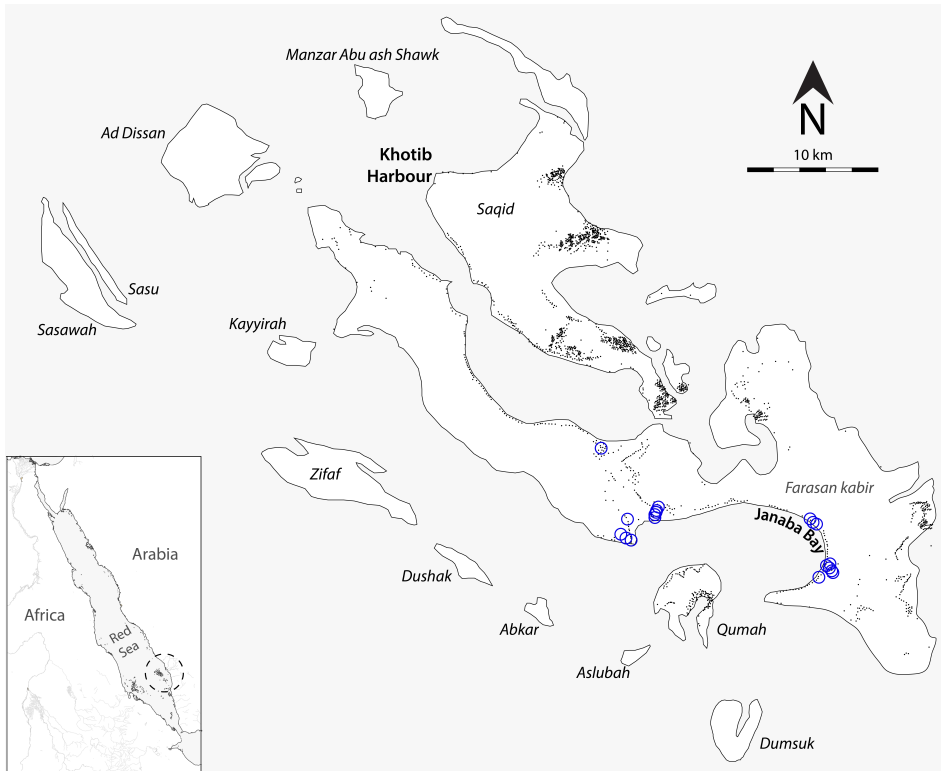 Manzar Abu ash Shawk
Ad Dissan
Khotib
Harbour
N
10 km
Saqid
Sasu
Sasawah
Kayyirah
Zifaf
Farasan kabir
Janaba Bay
Dushak
Abkar
Qumah
Aslubah
Dumsuk
Arabia
Africa
Red
Sea